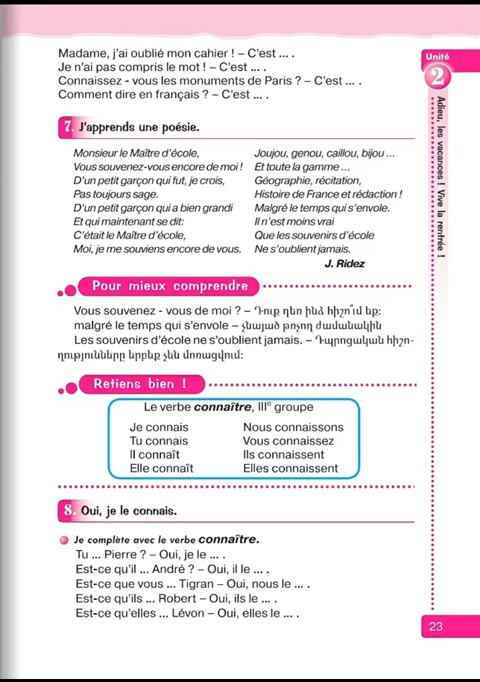 Madame, j'ai oublié mon cahier ! – C'est ... .
Je n'ai pas compris le mot ! – C'est ... .
Connaissez - vous les monuments de Paris ? – C'est ... .
Comment dire en français ? – C'est ... .
Unité
2
Adieu, les vacances ! Vive la rentrée !
7. J'apprends une poésie.
Monsieur le Maître d'école,
Vous souvenez-vous encore de moi !
D'un petit garçon qui fut, je crois,
Pas toujours sage.
D'un petit garçon qui a bien grandi
Et qui maintenant se dit:
C'était le Maître d'école,
Moi, je me souviens encore de vous.
Joujou, genou, caillou, bijou ...
Et toute la gamme ...
Géographie, récitation,
Histoire de France et rédaction !
Malgré le temps qui s'envole.
Il n'est moins vrai
Que les souvenirs d'école
Ne s'oublient jamais.
J. Ridez
Pour mieux comprendre
Vous souvenez - vous de moi ? – Դուք դեռ ինձ հիշո՞ւմ եք:
malgré le temps qui s'envole – չնայած թռչող ժամանակին
Les souvenirs d'école ne s'oublient jamais. – Դպրոցական հիշո-
ղությունները երբեք չեն մոռացվում:
Retiens bien !
Le verbe connaître, IIIe groupe
Je connais
Tu connais
Il connaît
Elle connaît
Nous connaissons
Vous connaissez
Ils connaissent
Elles connaissent
8. Oui, je le connais.
Je complète avec le verbe connaître.
Tu ... Pierre ? – Oui, je le ... .
Est-ce qu'il ... André ? – Oui, il le ... .
Est-ce que vous ... Tigran – Oui, nous le ... .
Est-ce qu'ils ... Robert – Oui, ils le ... .
Est-ce qu'elles ... Lévon – Oui, elles le ... .
23